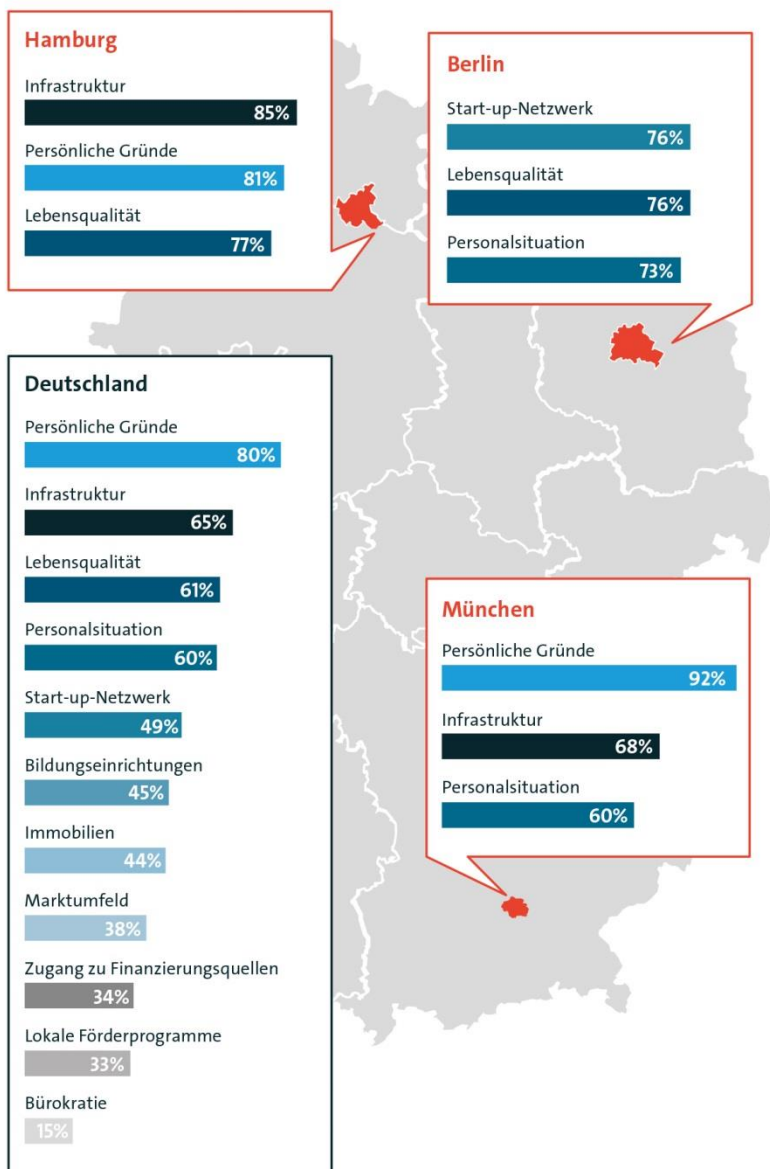 Hamburg
Infrastruktur
85%
Persönliche Gründe
81%
Lebensqualität
77%
Berlin
Start-up-Netzwerk
76%
Lebensqualität
76%
Personalsituation
73%
Deutschland
Persönliche Gründe
80%
Infrastruktur
65%
Lebensqualität
61%
Personalsituation
60%
Start-up-Netzwerk
49%
Bildungseinrichtungen
45%
Immobilien
44%
Marktumfeld
38%
Zugang zu Finanzierungsquellen
34%
Lokale Förderprogramme
33%
Bürokratie
15%
München
Persönliche Gründe
92%
Infrastruktur
68%
Personalsituation
60%